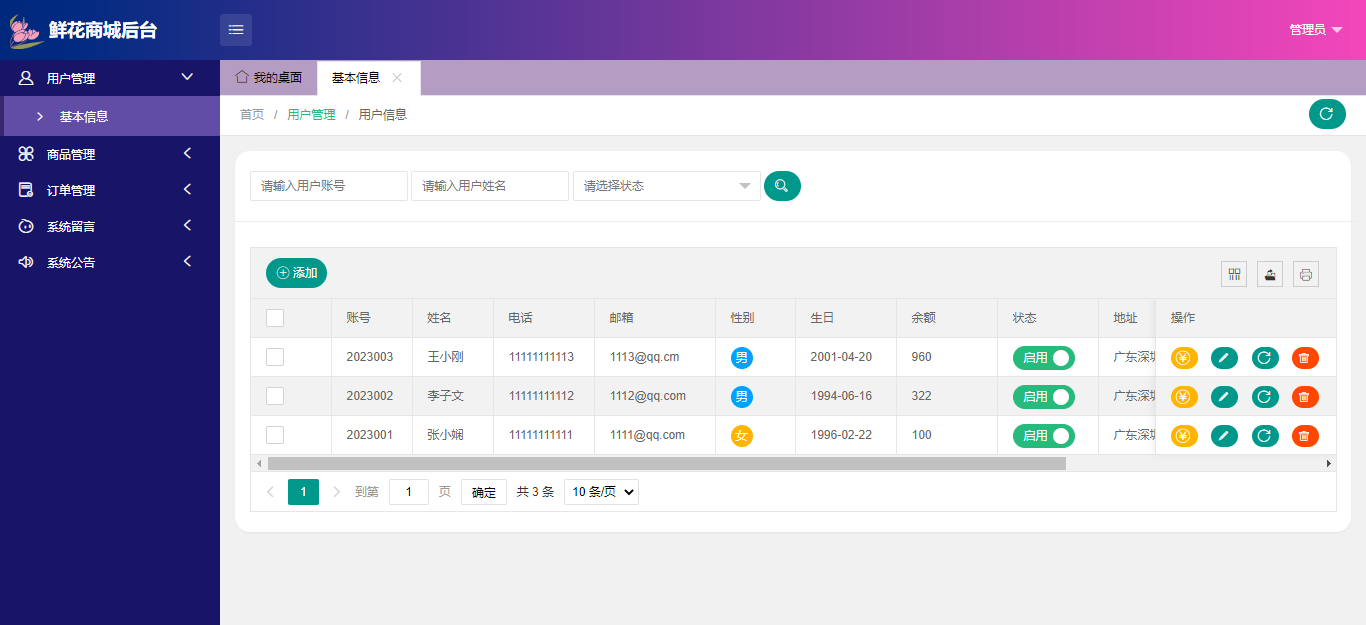 鲜花商城后台
管理员
用户管理
基本信息
商品管理
订单管理
系统留言
系统公告
我的桌面 基本信息
首页 / 用户管理 / 用户信息
请输入用户账号 请输入用户姓名 请选择状态
添加
账号 姓名 电话 邮箱 性别 生日 余额 状态 地址 操作
2023003 王小刚 11111111113 1113@qq.cm 男 2001-04-20 960 启用 广东深圳
2023002 李子文 11111111112 1112@qq.com 男 1994-06-16 322 启用 广东深圳
2023001 张小娴 11111111111 1111@qq.com 女 1996-02-22 100 启用 广东深圳
1 到第 1 页 确定 共 3 条 10 条/页